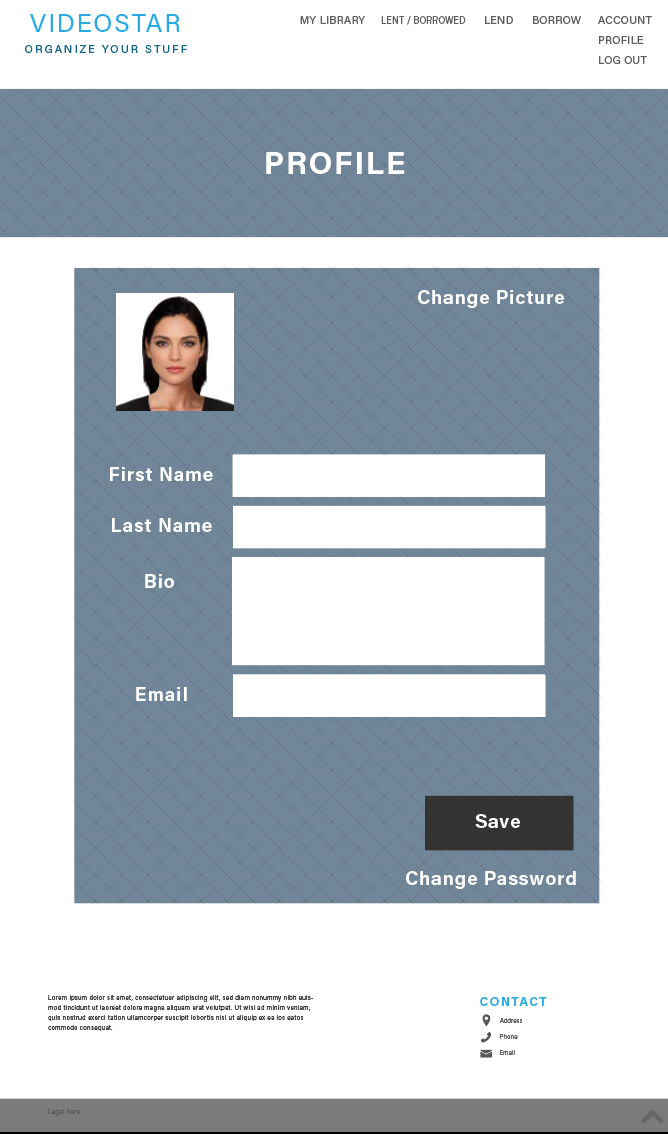 VIDEOSTAR
ORGANIZE YOUR STUFF
MY LIBRARY LENT / BORROWED LEND BORROW ACCOUNT
PROFILE
LOG OUT
PROFILE
Change Picture
First Name
Last Name
Bio
Email
Save
Change Password
Lorem ipsum dolor sit amet, consectetuer adipiscing elit, sed diam nonummy nibh euis-
mod tincidunt ut laoreet dolore magna aliquam erat volutpat. Ut wisi ad minim veniam,
quis nostrud exerci tation ullamcorper suscipit lobortis nisl ut aliquip ex ea los eatos
commodo consequat.
CONTACT
Address
Phone
Email
Legal here